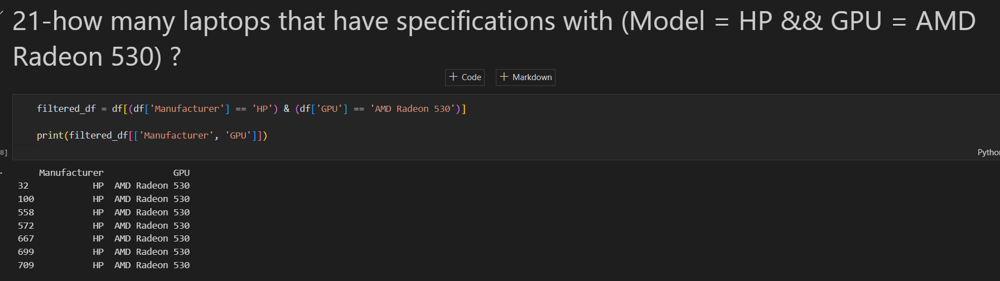 21-how many laptops that have specifications with (Model = HP && GPU = AMD
Radeon 530) ?
+ Code + Markdown
filtered_df = df[(df['Manufacturer'] == 'HP') & (df['GPU'] == 'AMD Radeon 530')]
print(filtered_df[['Manufacturer', 'GPU']])
8]
Pytho
Manufacturer GPU
32 HP AMD Radeon 530
100 HP AMD Radeon 530
558 HP AMD Radeon 530
572 HP AMD Radeon 530
667 HP AMD Radeon 530
699 HP AMD Radeon 530
709 HP AMD Radeon 530